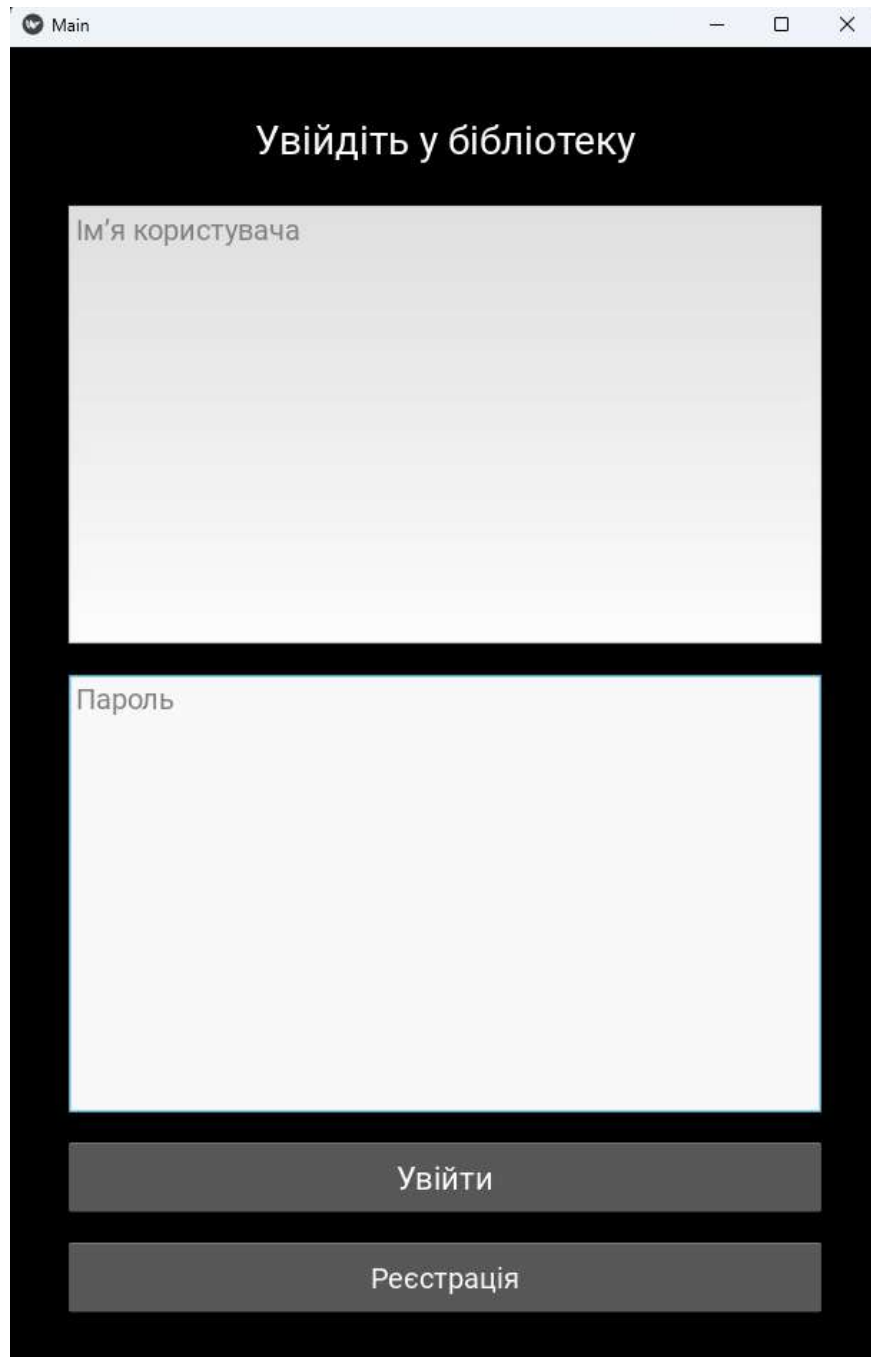 Main
Увійдіть у бібліотеку
Ім’я користувача
Пароль
Увійти
Реєстрація